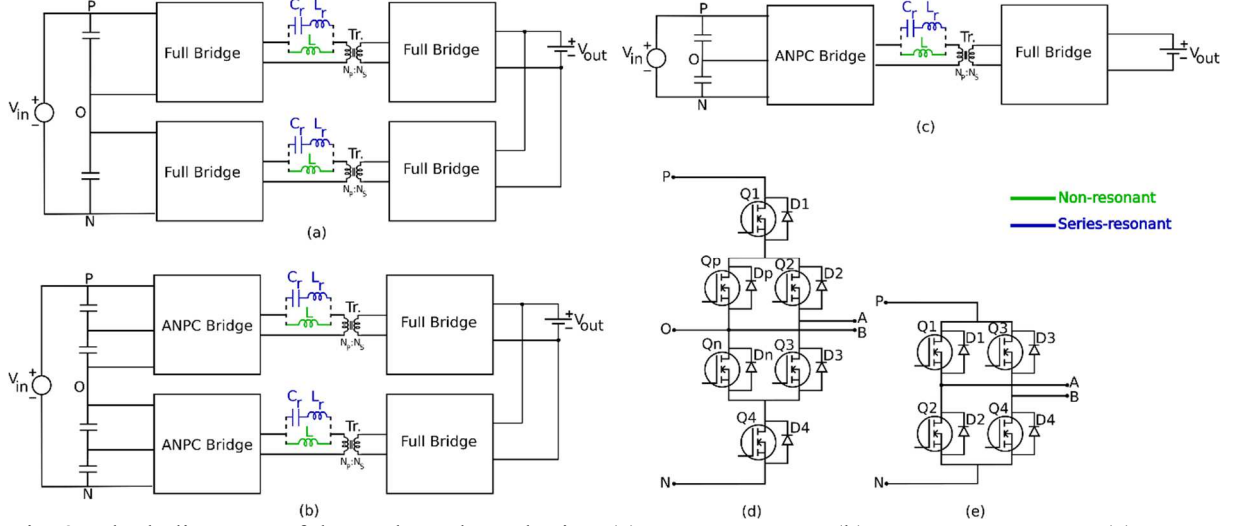 P
Vin
+
−
O
N
Full Bridge
Cr
Lr
L
Tr.
NP:NS
Full Bridge
+
−
Vout
Full Bridge
Cr
Lr
L
Tr.
NP:NS
Full Bridge
(a)
P
Vin
+
−
O
N
ANPC Bridge
Cr
Lr
L
Tr.
NP:NS
Full Bridge
+
−
Vout
ANPC Bridge
Cr
Lr
L
Tr.
NP:NS
Full Bridge
(b)
P
Vin
+
−
O
N
ANPC Bridge
Cr
Lr
L
Tr.
NP:NS
Full Bridge
+
−
Vout
(c)
P
Q1
D1
Qp
Dp
Q2
D2
O
A
B
Qn
Dn
Q3
D3
Q4
D4
N
(d)
Non-resonant
Series-resonant
P
Q1
D1
Q3
D3
A
B
Q2
D2
Q4
D4
N
(e)